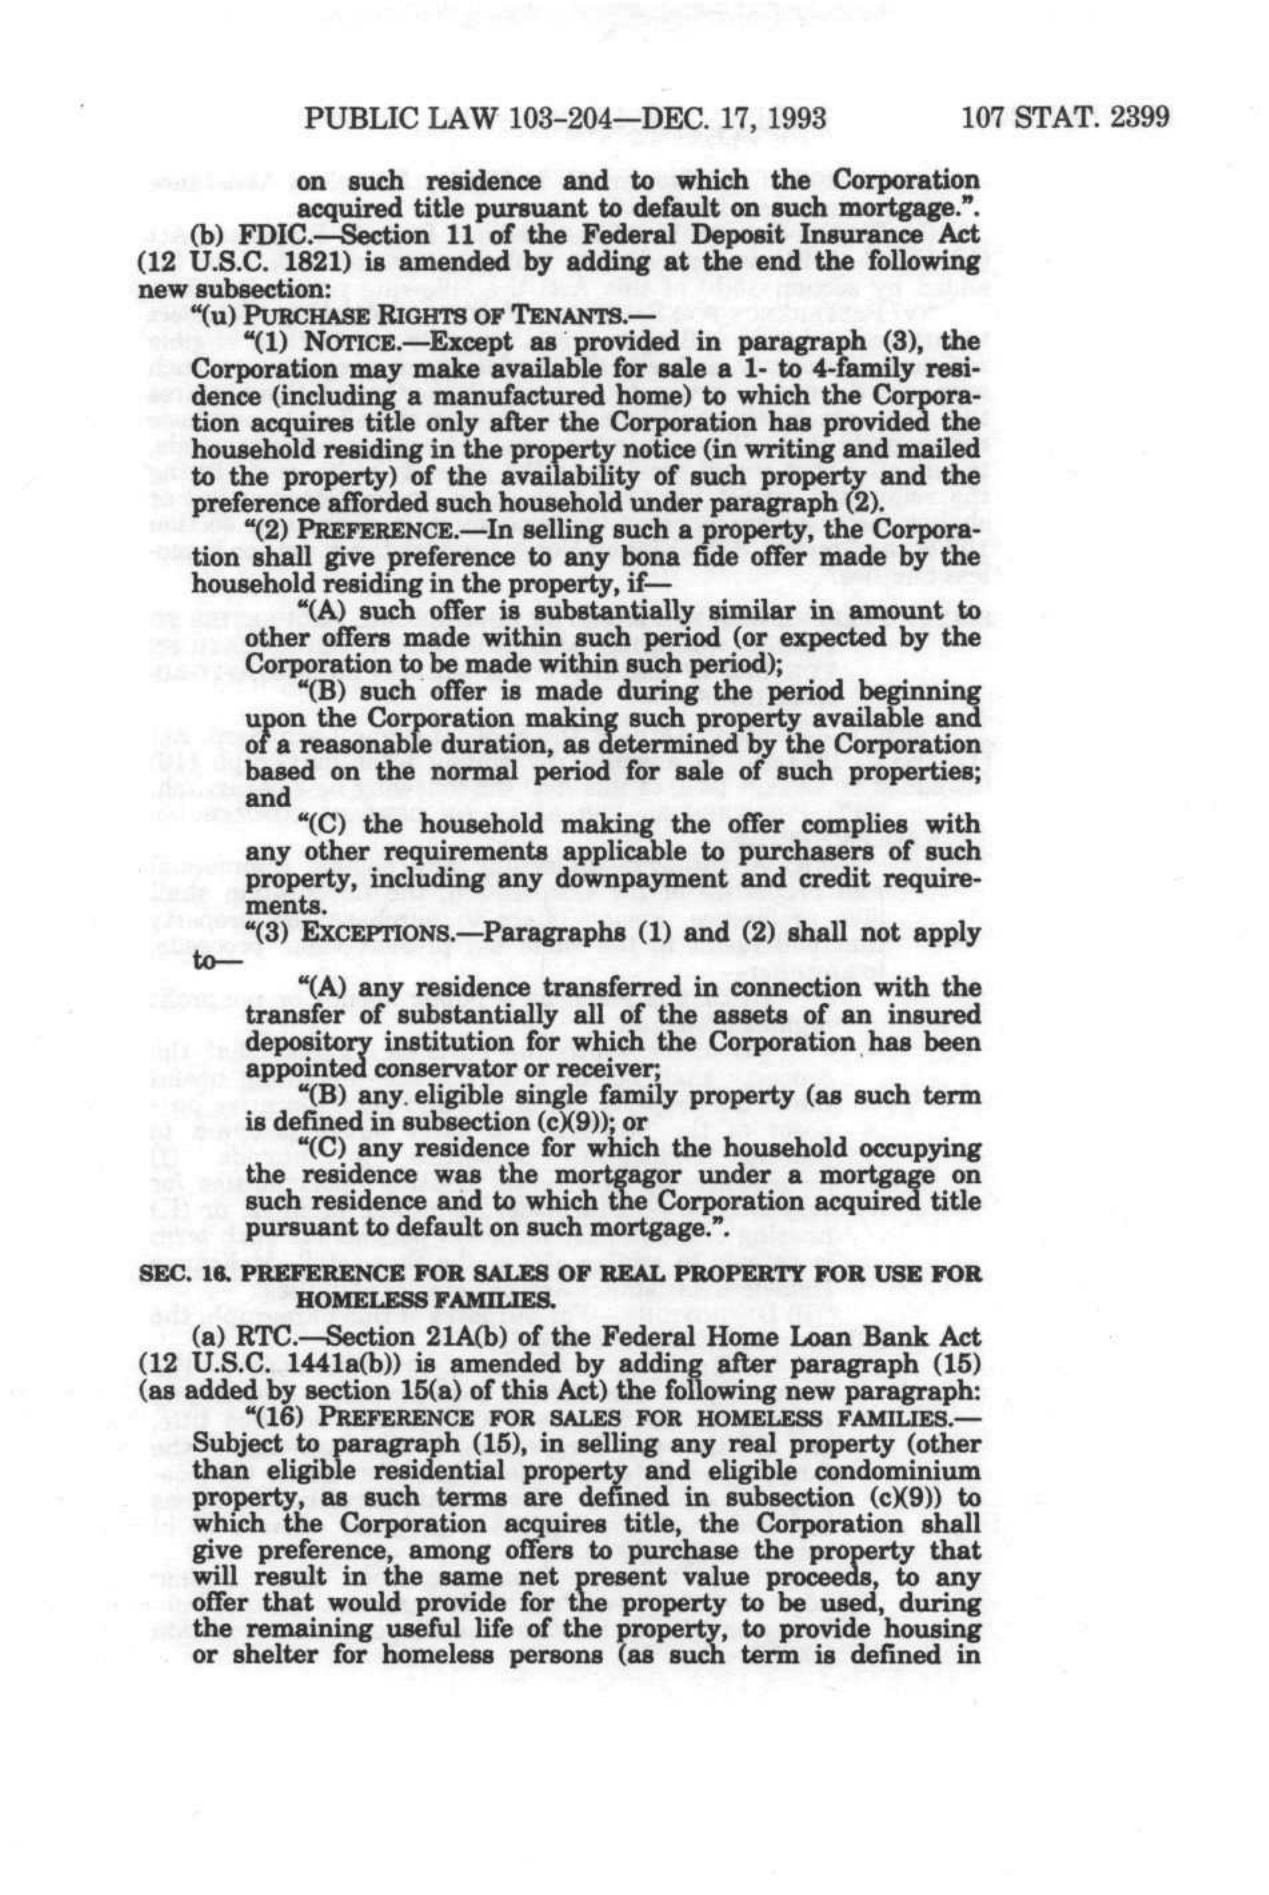 PUBLIC LAW 103–204—DEC. 17, 1993 107 STAT. 2399
on such residence and to which the Corporation
acquired title pursuant to default on such mortgage.”.
(b) FDIC.—Section 11 of the Federal Deposit Insurance Act
(12 U.S.C. 1821) is amended by adding at the end the following
new subsection:
“(u) PURCHASE RIGHTS OF TENANTS.—
“(1) NOTICE.—Except as provided in paragraph (3), the
Corporation may make available for sale a 1- to 4-family resi-
dence (including a manufactured home) to which the Corpora-
tion acquires title only after the Corporation has provided the
household residing in the property notice (in writing and mailed
to the property) of the availability of such property and the
preference afforded such household under paragraph (2).
“(2) PREFERENCE.—In selling such a property, the Corpora-
tion shall give preference to any bona fide offer made by the
household residing in the property, if—
“(A) such offer is substantially similar in amount to
other offers made within such period (or expected by the
Corporation to be made within such period);
“(B) such offer is made during the period beginning
upon the Corporation making such property available and
of a reasonable duration, as determined by the Corporation
based on the normal period for sale of such properties;
and
“(C) the household making the offer complies with
any other requirements applicable to purchasers of such
property, including any downpayment and credit require-
ments.
“(3) EXCEPTIONS.—Paragraphs (1) and (2) shall not apply
to—
“(A) any residence transferred in connection with the
transfer of substantially all of the assets of an insured
depository institution for which the Corporation has been
appointed conservator or receiver;
“(B) any eligible single family property (as such term
is defined in subsection (c)(9)); or
“(C) any residence for which the household occupying
the residence was the mortgagor under a mortgage on
such residence and to which the Corporation acquired title
pursuant to default on such mortgage.”.
SEC. 16. PREFERENCE FOR SALES OF REAL PROPERTY FOR USE FOR
HOMELESS FAMILIES.
(a) RTC.—Section 21A(b) of the Federal Home Loan Bank Act
(12 U.S.C. 1441a(b)) is amended by adding after paragraph (15)
(as added by section 15(a) of this Act) the following new paragraph:
“(16) PREFERENCE FOR SALES FOR HOMELESS FAMILIES.—
Subject to paragraph (15), in selling any real property (other
than eligible residential property and eligible condominium
property, as such terms are defined in subsection (c)(9)) to
which the Corporation acquires title, the Corporation shall
give preference, among offers to purchase the property that
will result in the same net present value proceeds, to any
offer that would provide for the property to be used, during
the remaining useful life of the property, to provide housing
or shelter for homeless persons (as such term is defined in